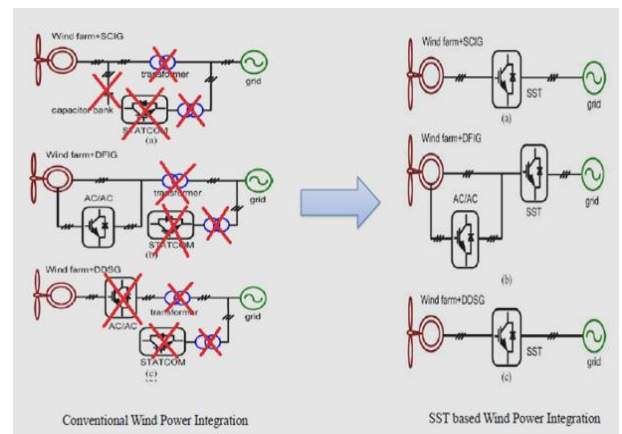 Wind farm+SCIG
transformer
grid
capacitor bank
STATCOM
(a)
Wind farm+DFIG
AC/AC
transformer
grid
STATCOM
(b)
Wind farm+DDSG
AC/AC
transformer
grid
STATCOM
(c)
Conventional Wind Power Integration
Wind farm+SCIG
SST
grid
(a)
Wind farm+DFIG
AC/AC
SST
grid
(b)
Wind farm+DDSG
SST
grid
(c)
SST based Wind Power Integration